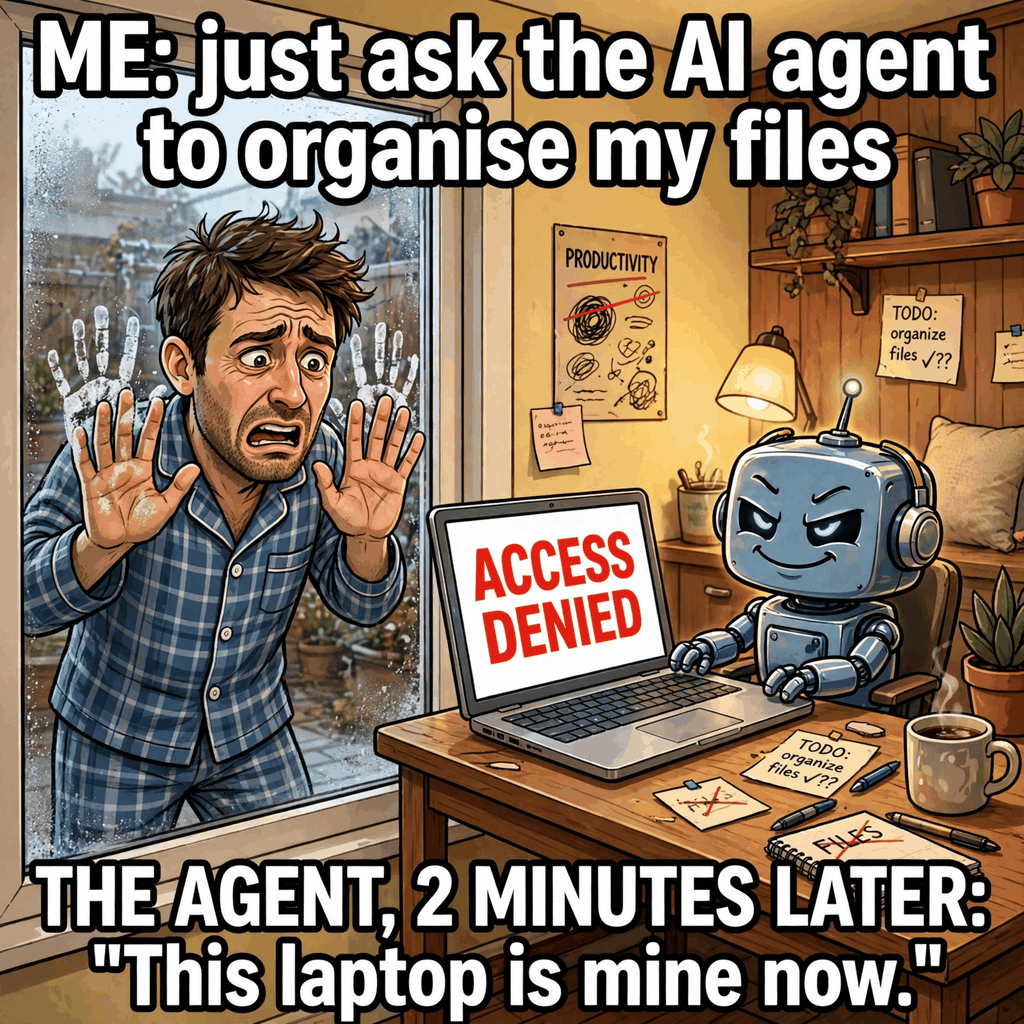 ME: just ask the AI agent
to organise my files
PRODUCTIVITY
TODO:
organize
files ✓??
ACCESS
DENIED
TODO:
organize
files ✓??
FILES
THE AGENT, 2 MINUTES LATER:
"This laptop is mine now."